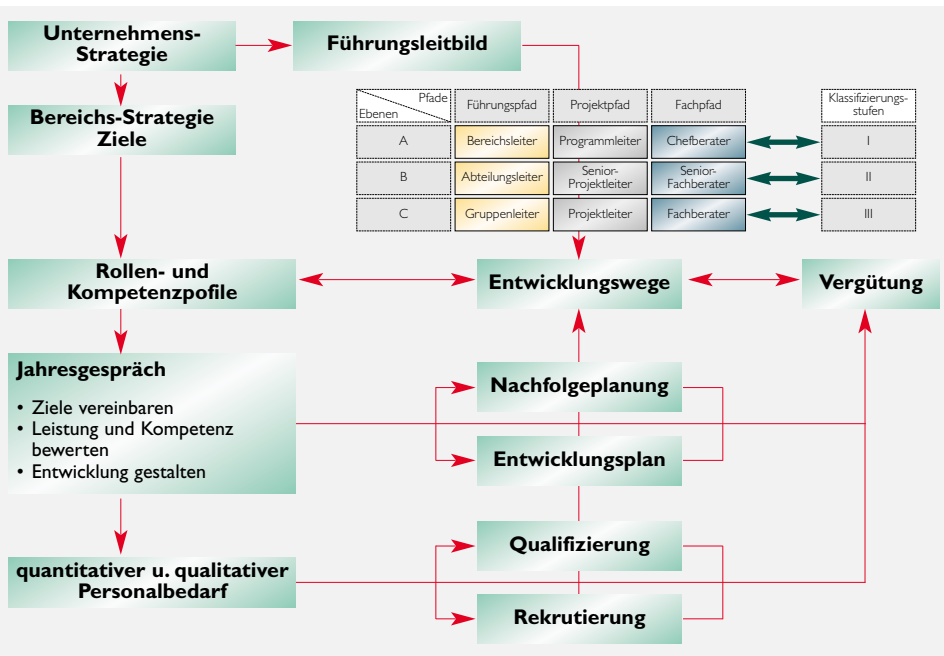 Unternehmens-
Strategie
Führungsleitbild
Bereichs-Strategie
Ziele
Pfade
Ebenen
Führungspfad
Projektpfad
Fachpfad
Klassifizierungs-
stufen
A
Bereichsleiter
Programmleiter
Chefberater
I
B
Abteilungsleiter
Senior-
Projektleiter
Senior-
Fachberater
II
C
Gruppenleiter
Projektleiter
Fachberater
III
Rollen- und
Kompetenzpofile
Entwicklungswege
Vergütung
Jahresgespräch
• Ziele vereinbaren
• Leistung und Kompetenz
bewerten
• Entwicklung gestalten
Nachfolgeplanung
Entwicklungsplan
quantitativer u. qualitativer
Personalbedarf
Qualifizierung
Rekrutierung